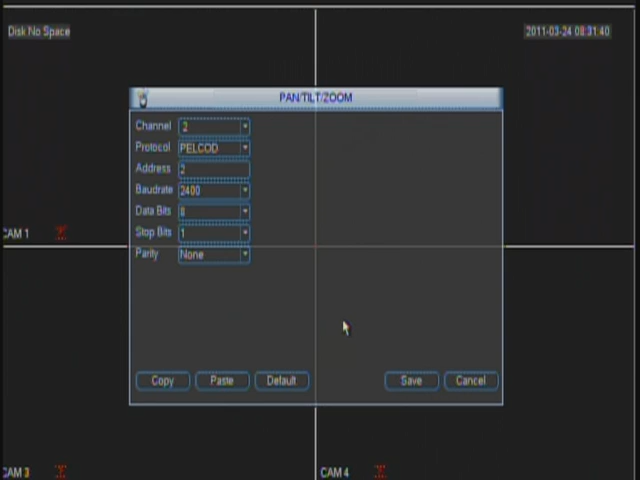 Disk No Space
2011-03-24 08:31:40
PAN/TILT/ZOOM
Channel 2
Protocol PELCOD
Address 2
Baudrate 2400
Data Bits 8
Stop Bits 1
Parity None
Copy Paste Default Save Cancel
CAM 1
CAM 3
CAM 4